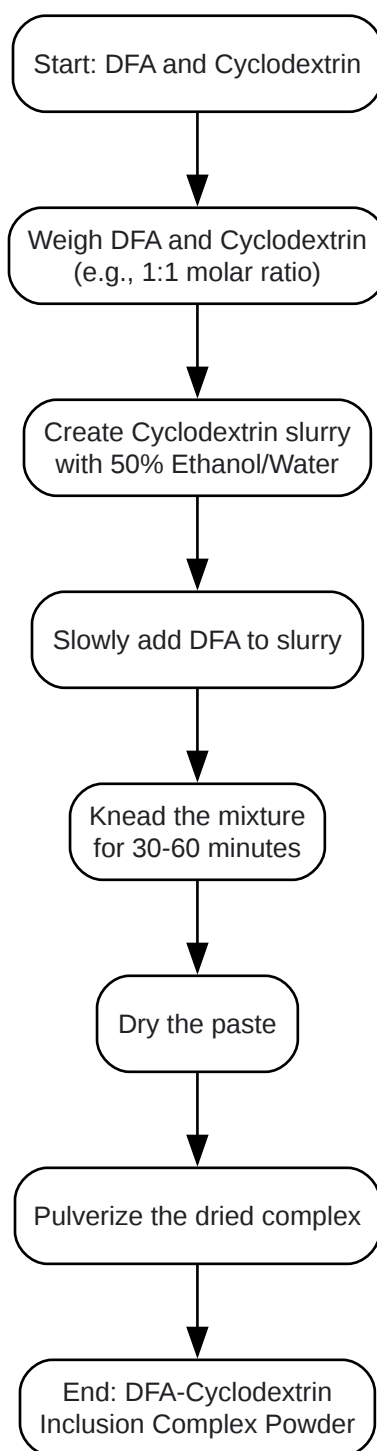 Start: DFA and Cyclodextrin
Weigh DFA and Cyclodextrin
(e.g., 1:1 molar ratio)
Create Cyclodextrin slurry
with 50% Ethanol/Water
Slowly add DFA to slurry
Knead the mixture
for 30-60 minutes
Dry the paste
Pulverize the dried complex
End: DFA-Cyclodextrin
Inclusion Complex Powder